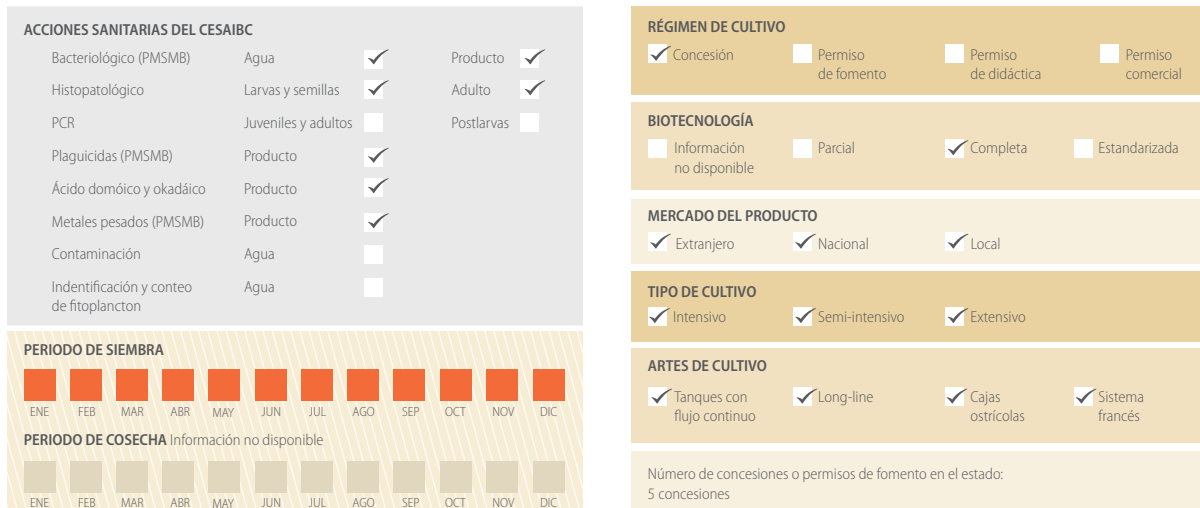 ACCIONES SANITARIAS DEL CESAIBC
Bacteriológico (PMSMB) Agua Producto
Histopatológico Larvas y semillas Adulto
PCR Juveniles y adultos Postlarvas
Plaguicidas (PMSMB) Producto
Ácido domóico y okadáico Producto
Metales pesados (PMSMB) Producto
Contaminación Agua
Indentificación y conteo Agua
de fitoplancton
PERIODO DE SIEMBRA
ENE FEB MAR ABR MAY JUN JUL AGO SEP OCT NOV DIC
PERIODO DE COSECHA Información no disponible
ENE FEB MAR ABR MAY JUN JUL AGO SEP OCT NOV DIC
RÉGIMEN DE CULTIVO
Concesión Permiso Permiso Permiso
de fomento de didáctica comercial
BIOTECNOLOGÍA
Información Parcial Completa Estandarizada
no disponible
MERCADO DEL PRODUCTO
Extranjero Nacional Local
TIPO DE CULTIVO
Intensivo Semi-intensivo Extensivo
ARTES DE CULTIVO
Tanques con Long-line Cajas Sistema
flujo continuo ostrícolas francés
Número de concesiones o permisos de fomento en el estado:
5 concesiones